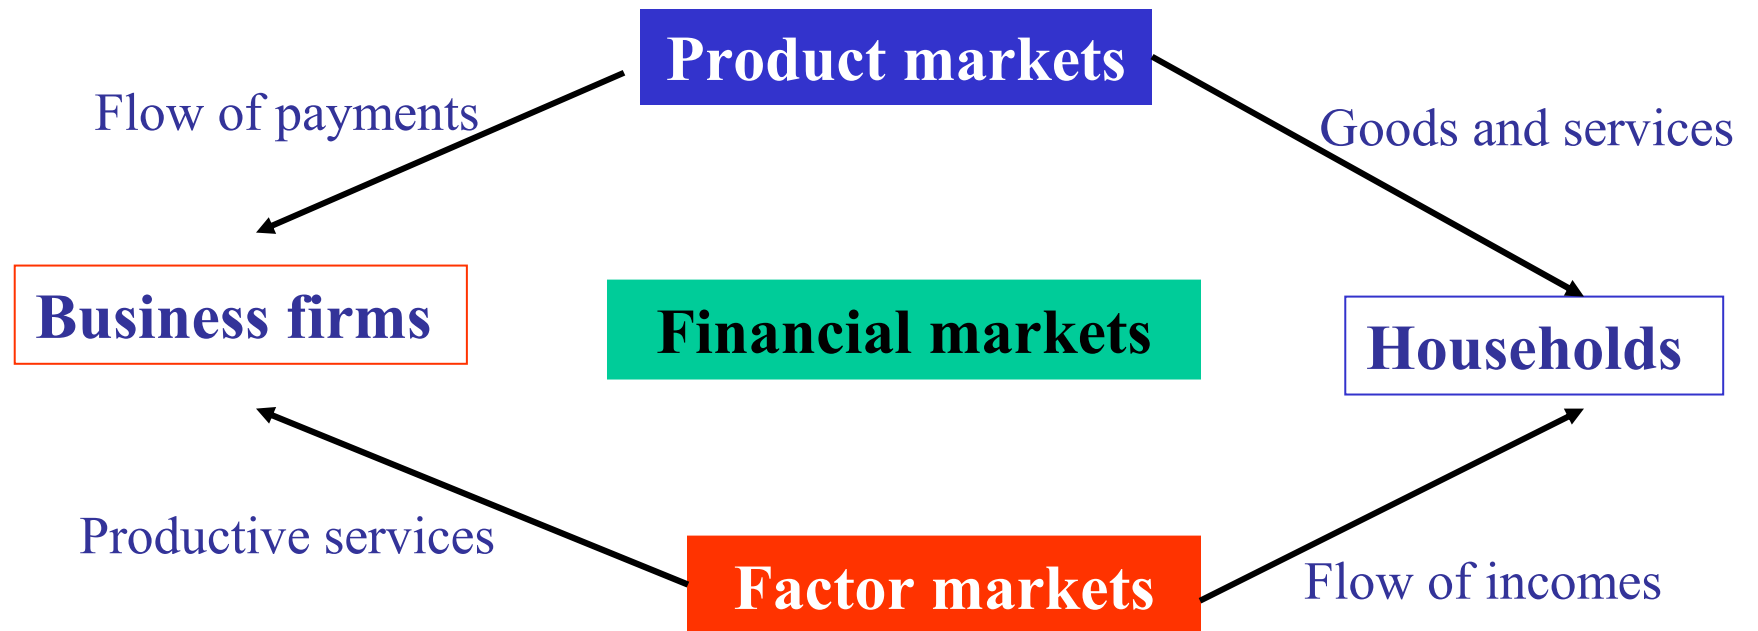 Product markets
Flow of payments
Goods and services
Business firms
Financial markets
Households
Productive services
Factor markets
Flow of incomes